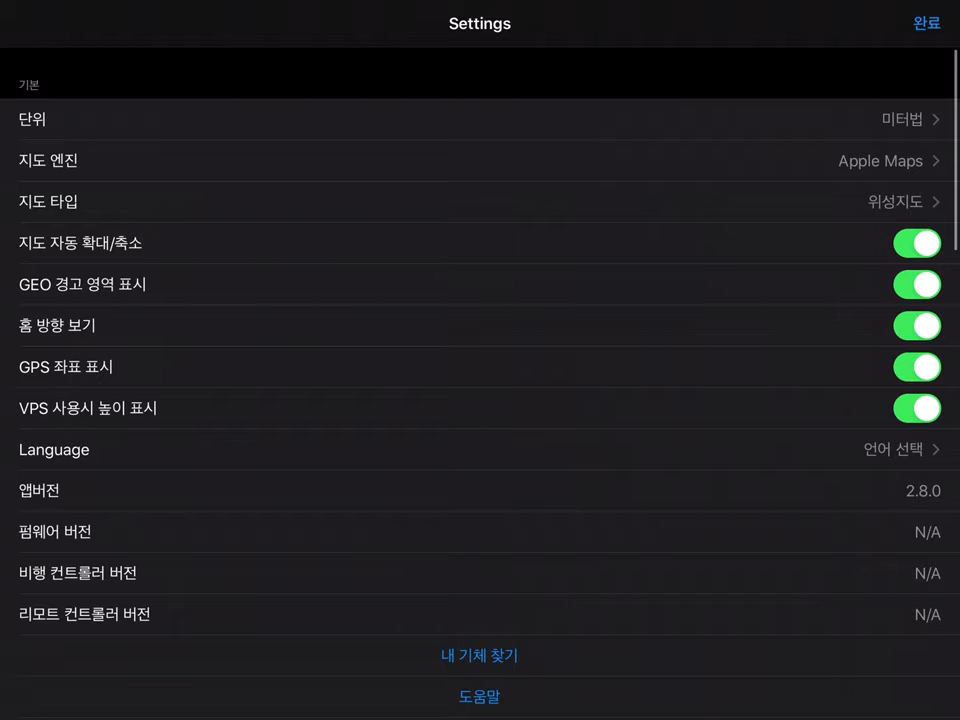 Settings
완료
기본
단위
미터법
지도 엔진
Apple Maps
지도 타입
위성지도
지도 자동 확대/축소
GEO 경고 영역 표시
홈 방향 보기
GPS 좌표 표시
VPS 사용시 높이 표시
Language
언어 선택
앱버전
2.8.0
펌웨어 버전
N/A
비행 컨트롤러 버전
N/A
리모트 컨트롤러 버전
N/A
내 기체 찾기
도움말